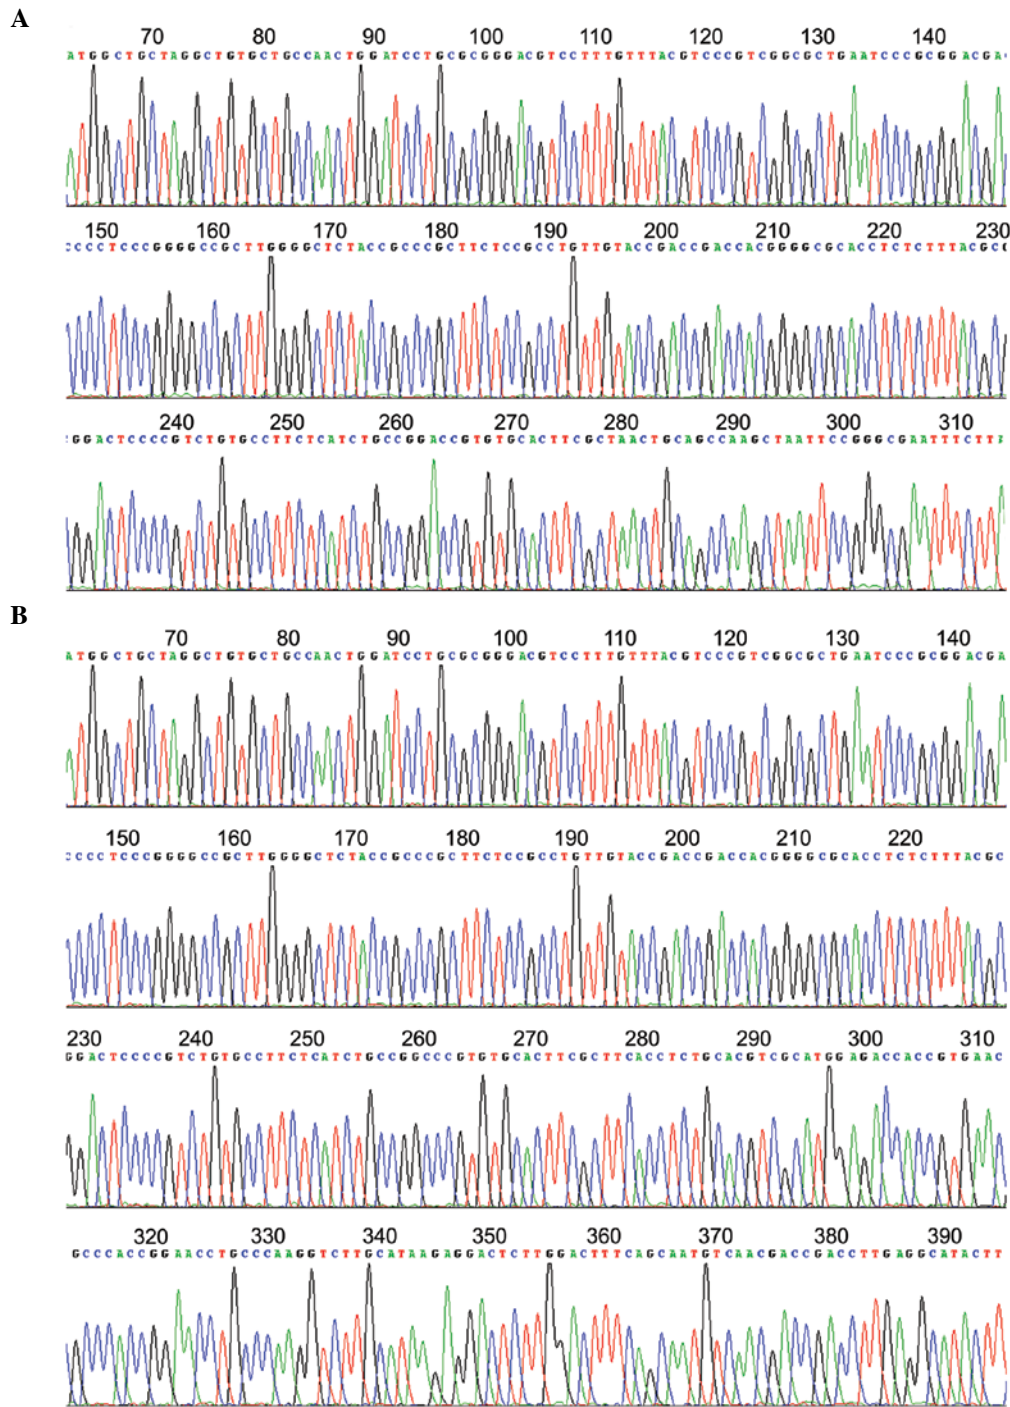 A
70 80 90 100 110 120 130 140
ATGGCTGCTAGGCTGTGCTGCCAACTGGATCCTGCGCGGGACGTCCTTTGTTTACGTCCCGTCGGCGCTGAATCCCGCGGACGA
150 160 170 180 190 200 210 220 230
CCCCTCCCGGGGCCGCTTGGGGCTCTACCGCCCGCTTCTCCGCCTGTTGTACCGACCGACCACGGGGCGCACCTCTCTTTACGC
240 250 260 270 280 290 300 310
GGACTCCCCGTCTGTGCCTTCTCATCTGCCGGACCGTGTGCACTTCGCTAACTGCAGCCAAGCTAATTCCGGGCGAATTTCTTA
B
70 80 90 100 110 120 130 140
ATGGCTGCTAGGCTGTGCTGCCAACTGGATCCTGCGCGGGACGTCCTTTGTTTACGTCCCGTCGGCGCTGAATCCCGCGGACGA
150 160 170 180 190 200 210 220
CCCCTCCCGGGGCCGCTTGGGGCTCTACCGCCCGCTTCTCCGCCTGTTGTACCGACCGACCACGGGGCGCACCTCTCTTTACGC
230 240 250 260 270 280 290 300 310
GGACTCCCCGTCTGTGCCTTCTCATCTGCCGGCCCGTGTGCACTTCGCTTCACCTCTGCACGTCGCATGGAGACCACCGTGAAC
320 330 340 350 360 370 380 390
GCCCACCGGAACCTGCCCAAGGTCTTGCATAAGAGGACTCTTGGACTTTCAGCAATGTCAACGACCGACCTTGAGGCATACTT